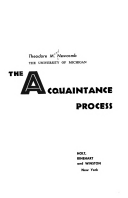 Theodore M. Newcomb
THE UNIVERSITY OF MICHIGAN
THE ACQUAINTANCE
PROCESS
HOLT,
RINEHART
and WINSTON
New York